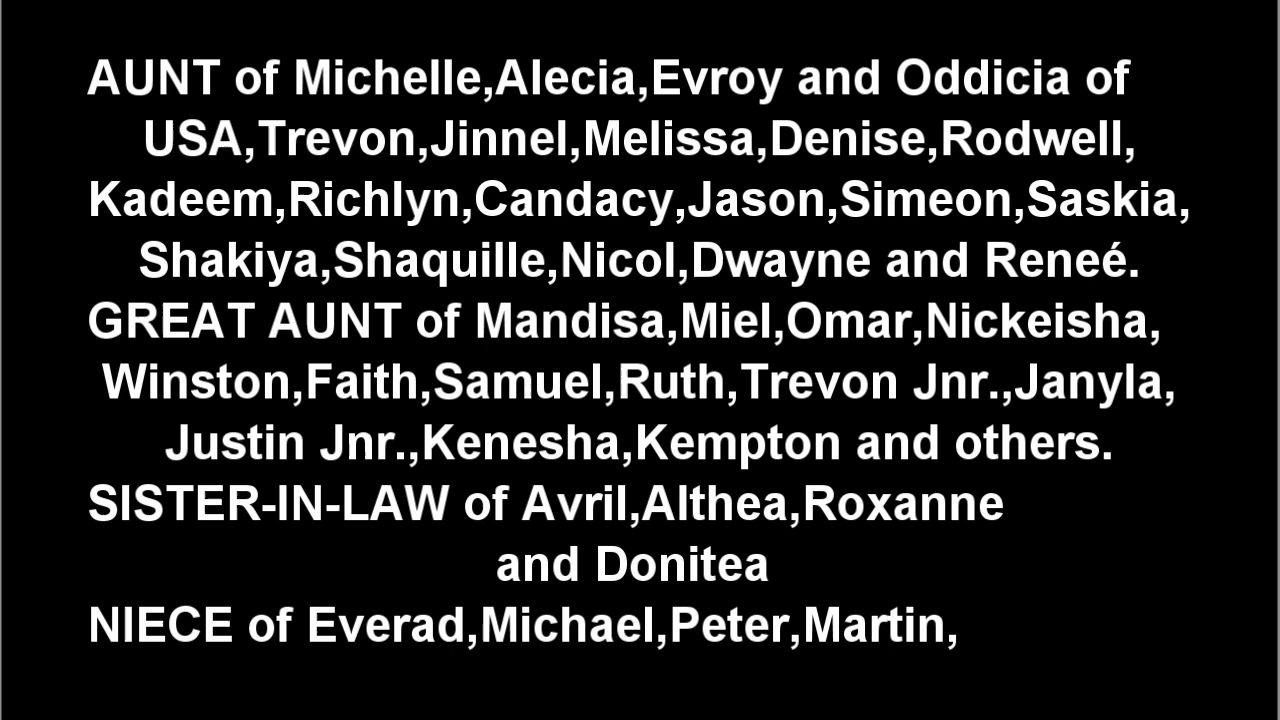 AUNT of Michelle,Alecia,Evroy and Oddicia of
USA,Trevon,Jinnel,Melissa,Denise,Rodwell,
Kadeem,Richlyn,Candacy,Jason,Simeon,Saskia,
Shakiya,Shaquille,Nicol,Dwayne and Reneé.
GREAT AUNT of Mandisa,Miel,Omar,Nickeisha,
Winston,Faith,Samuel,Ruth,Trevon Jnr.,Janyla,
Justin Jnr.,Kenesha,Kempton and others.
SISTER-IN-LAW of Avril,Althea,Roxanne
and Donitea
NIECE of Everad,Michael,Peter,Martin,